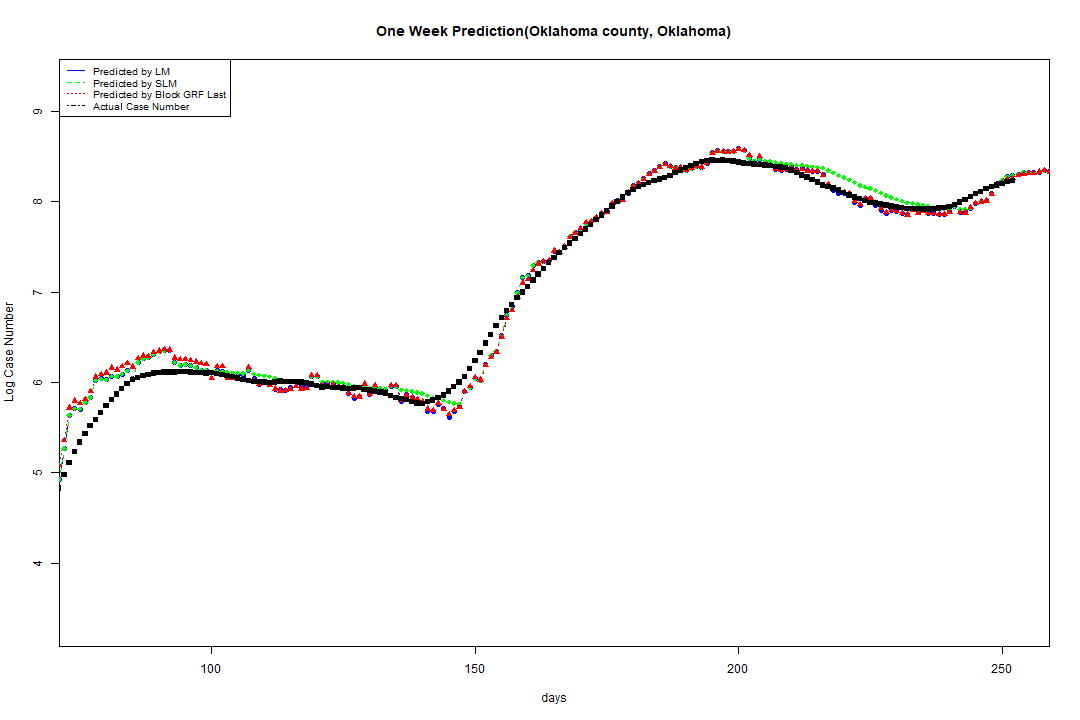 One Week Prediction(Oklahoma county, Oklahoma)
Predicted by LM
Predicted by SLM
Predicted by Block GRF Last
Actual Case Number
9
8
7
6
5
4
Log Case Number
100
150
200
250
days